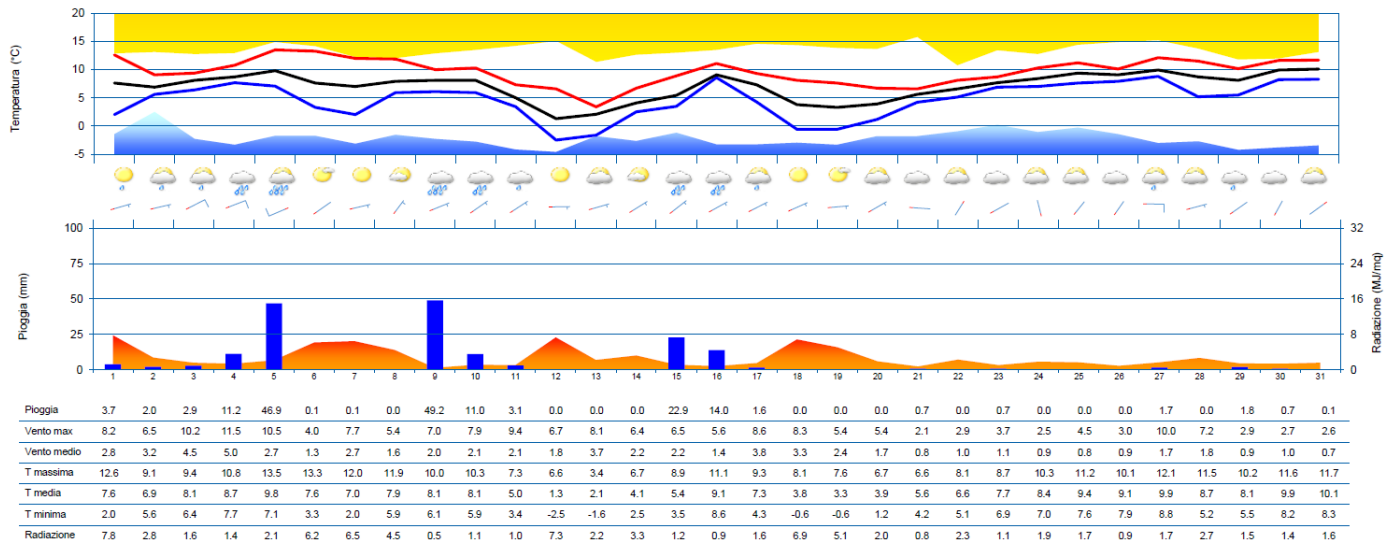 20
15
10
5
0
-5
Temperatura (°C)
100
75
50
25
0
Pioggia (mm)
32
24
16
8
0
Radiazione (MJ/mq)
1 2 3 4 5 6 7 8 9 10 11 12 13 14 15 16 17 18 19 20 21 22 23 24 25 26 27 28 29 30 31
Pioggia 3.7 2.0 2.9 11.2 46.9 0.1 0.1 0.0 49.2 11.0 3.1 0.0 0.0 0.0 22.9 14.0 1.6 0.0 0.0 0.0 0.7 0.0 0.7 0.0 0.0 0.0 1.7 0.0 1.8 0.7 0.1
Vento max 8.2 6.5 10.2 11.5 10.5 4.0 7.7 5.4 7.0 7.9 9.4 6.7 8.1 6.4 6.5 5.6 8.6 8.3 5.4 5.4 2.1 2.9 3.7 2.5 4.5 3.0 10.0 7.2 2.9 2.7 2.6
Vento medio 2.8 3.2 4.5 5.0 2.7 1.3 2.7 1.6 2.0 2.1 2.1 1.8 3.7 2.2 2.2 1.4 3.8 3.3 2.4 1.7 0.8 1.0 1.1 0.9 0.8 0.9 1.7 1.8 0.9 1.0 0.7
T massima 12.6 9.1 9.4 10.8 13.5 13.3 12.0 11.9 10.0 10.3 7.3 6.6 3.4 6.7 8.9 11.1 9.3 8.1 7.6 6.7 6.6 8.1 8.7 10.3 11.2 10.1 12.1 11.5 10.2 11.6 11.7
T media 7.6 6.9 8.1 8.7 9.8 7.6 7.0 7.9 8.1 8.1 5.0 1.3 2.1 4.1 5.4 9.1 7.3 3.8 3.3 3.9 5.6 6.6 7.7 8.4 9.4 9.1 9.9 8.7 8.1 9.9 10.1
T minima 2.0 5.6 6.4 7.7 7.1 3.3 2.0 5.9 6.1 5.9 3.4 -2.5 -1.6 2.5 3.5 8.6 4.3 -0.6 -0.6 1.2 4.2 5.1 6.9 7.0 7.6 7.9 8.8 5.2 5.5 8.2 8.3
Radiazione 7.8 2.8 1.6 1.4 2.1 6.2 6.5 4.5 0.5 1.1 1.0 7.3 2.2 3.3 1.2 0.9 1.6 6.9 5.1 2.0 0.8 2.3 1.1 1.9 1.7 0.9 1.7 2.7 1.5 1.4 1.6